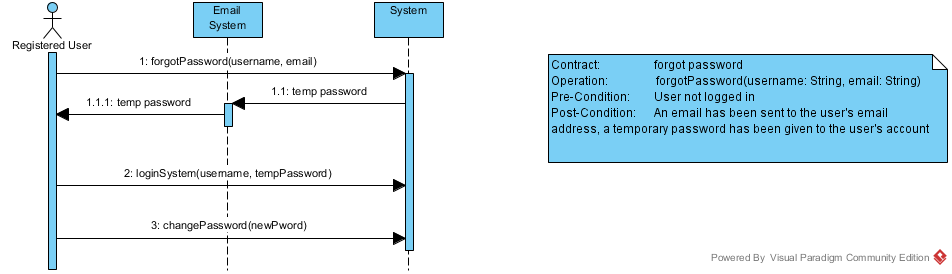 Registered User
Email
System
System
1: forgotPassword(username, email)
1.1: temp password
1.1.1: temp password
2: loginSystem(username, tempPassword)
3: changePassword(newPword)
Contract: forgot password
Operation: forgotPassword(username: String, email: String)
Pre-Condition: User not logged in
Post-Condition: An email has been sent to the user's email
address, a temporary password has been given to the user's account
Powered By Visual Paradigm Community Edition